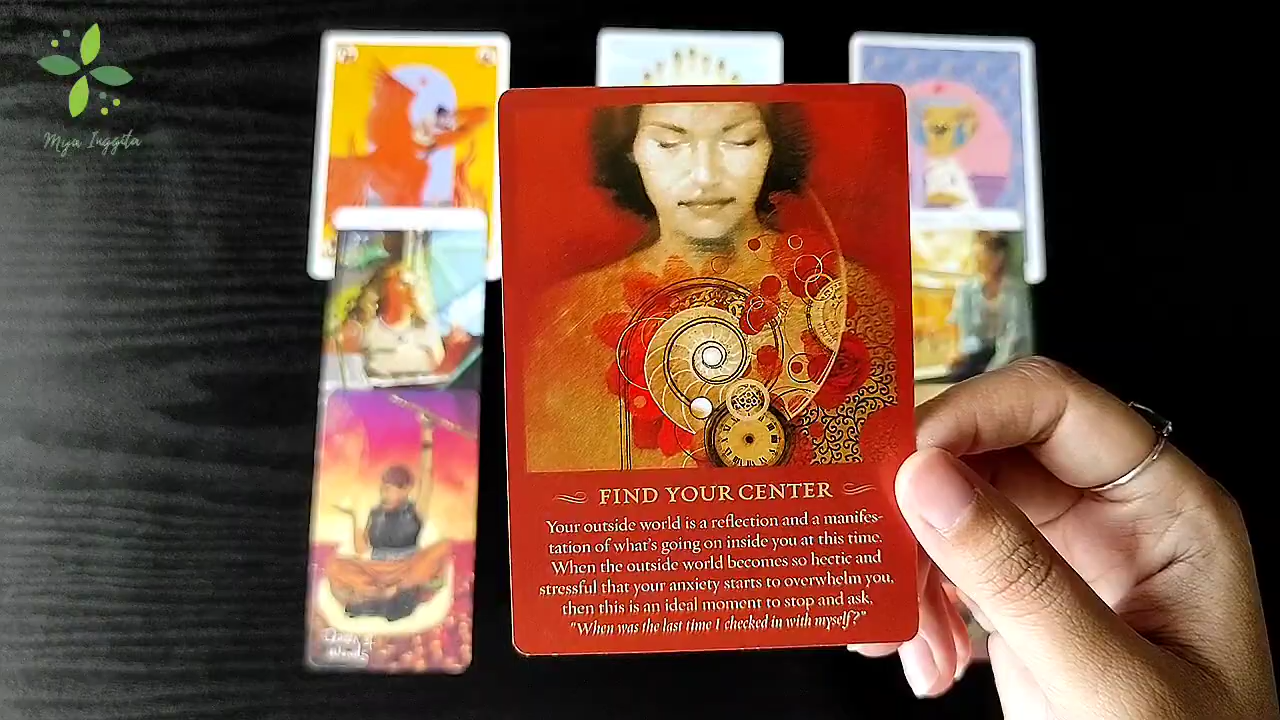 Mya Inggita
FIND YOUR CENTER
Your outside world is a reflection and a manifes-
tation of what's going on inside you at this time.
When the outside world becomes so hectic and
stressful that your anxiety starts to overwhelm you,
then this is an ideal moment to stop and ask,
"When was the last time I checked in with myself?"